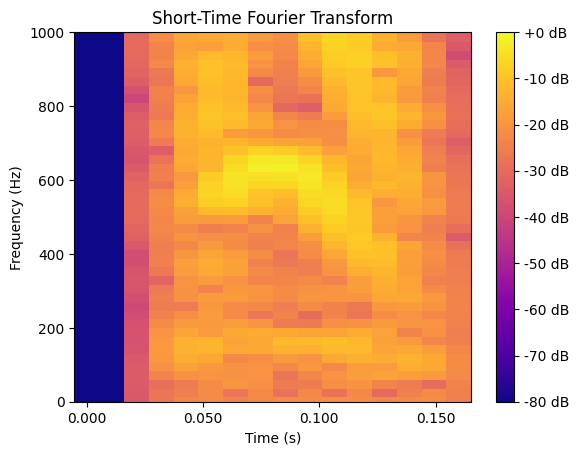 Short-Time Fourier Transform
1000
800
600
400
200
0
Frequency (Hz)
0.000
0.050
0.100
0.150
Time (s)
+0 dB
-10 dB
-20 dB
-30 dB
-40 dB
-50 dB
-60 dB
-70 dB
-80 dB